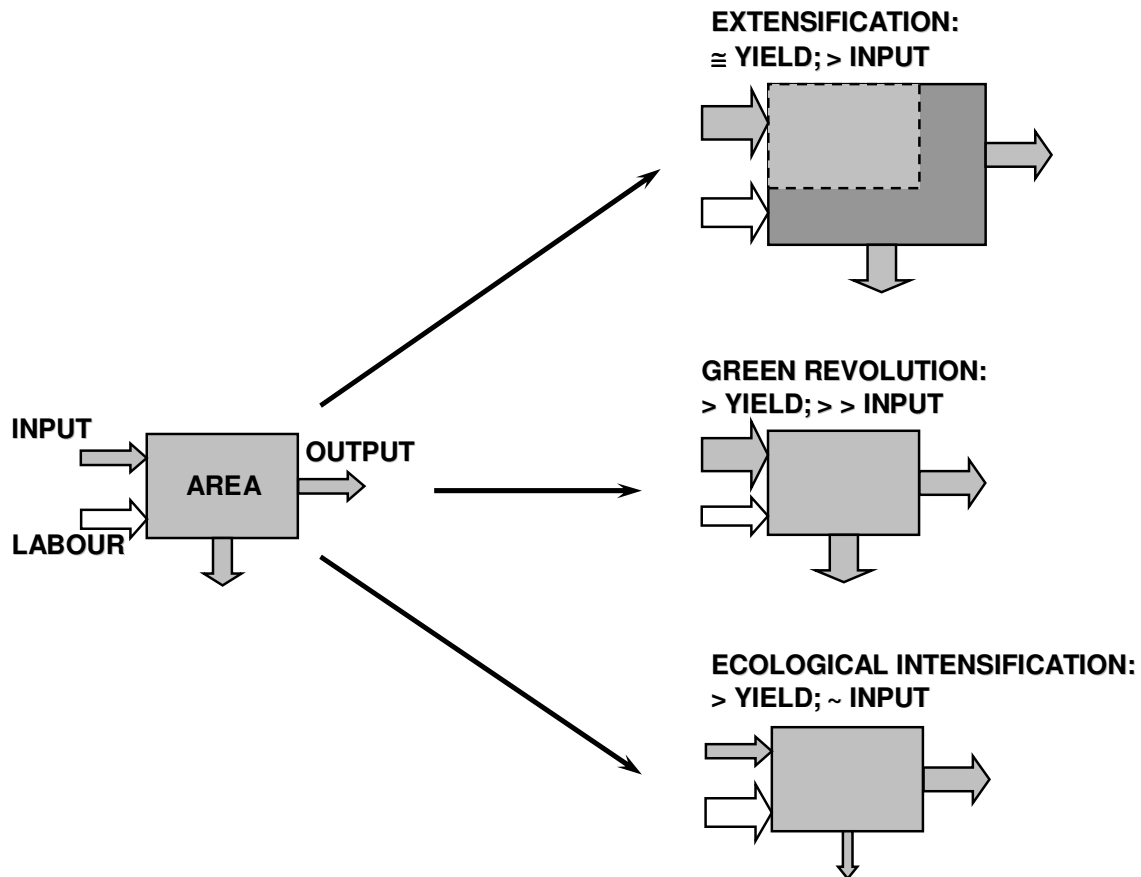 EXTENSIFICATION:
≅ YIELD; > INPUT
GREEN REVOLUTION:
> YIELD; > > INPUT
INPUT
OUTPUT
AREA
LABOUR
ECOLOGICAL INTENSIFICATION:
> YIELD; ~ INPUT